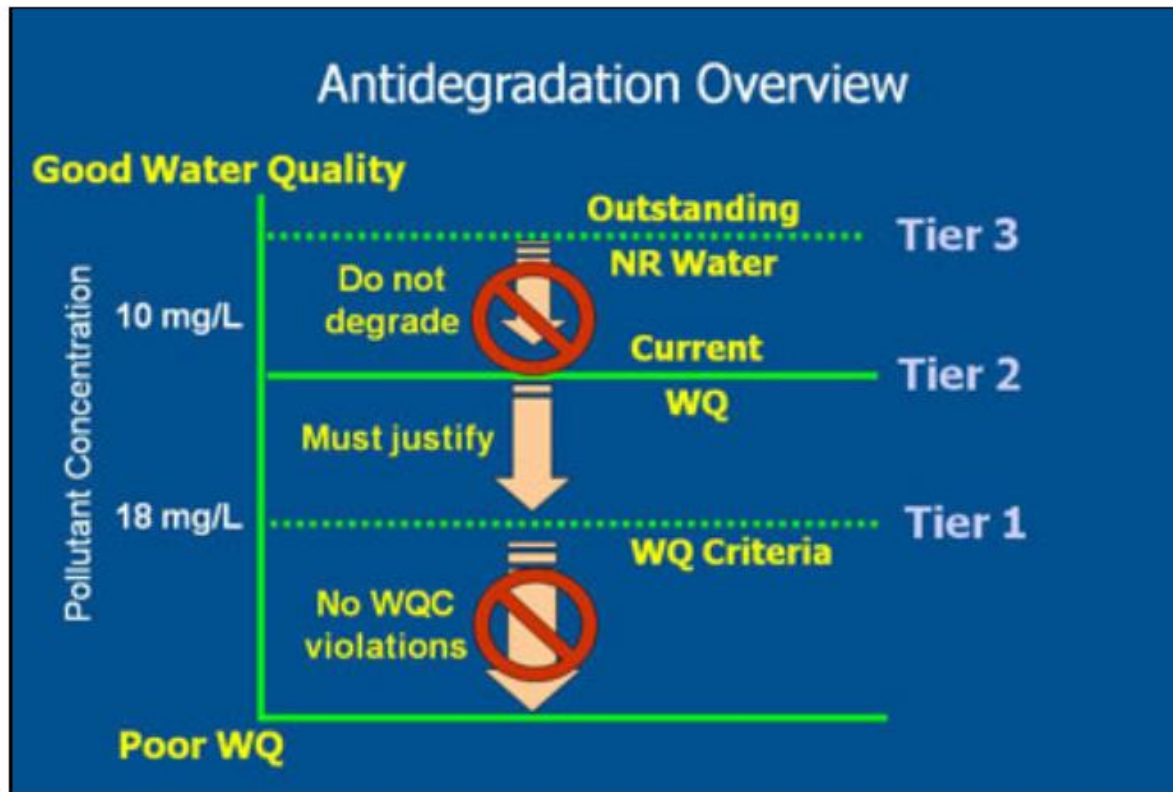 Antidegradation Overview
Good Water Quality
Outstanding
Tier 3
NR Water
Do not
degrade
10 mg/L
Current
Tier 2
WQ
Must justify
Pollutant Concentration
18 mg/L
Tier 1
WQ Criteria
No WQC
violations
Poor WQ